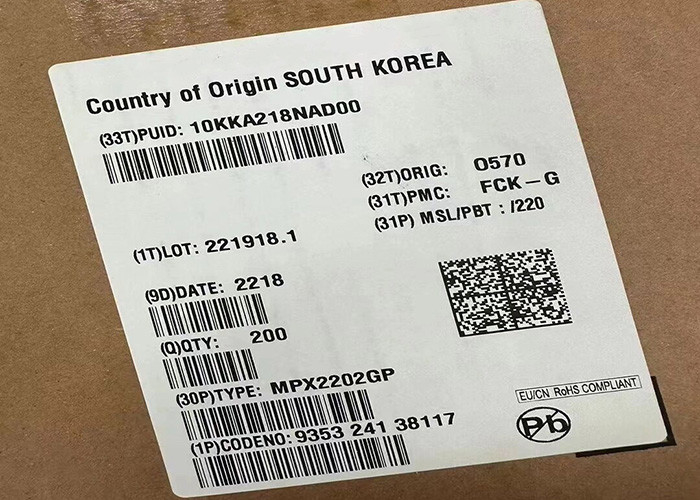 Country of Origin SOUTH KOREA
(33T)PUID: 10KKA218NAD00
(32T)ORIG: O570
(31T)PMC: FCK-G
(31P) MSL/PBT : /220
(1T)LOT: 221918.1
(9D)DATE: 2218
(Q)QTY: 200
(30P)TYPE: MPX2202GP
(1P)CODENO: 9353 241 38117
EU/CN RoHS COMPLIANT
Pb